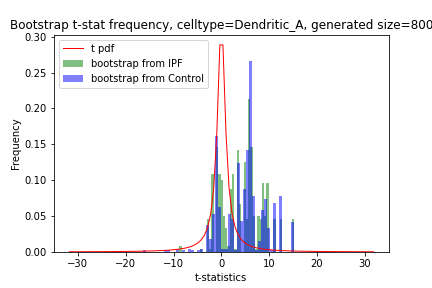 Bootstrap t-stat frequency, celltype=Dendritic_A, generated size=800
t pdf
bootstrap from IPF
bootstrap from Control
0.30
0.25
0.20
0.15
0.10
0.05
0.00
Frequency
−30 −20 −10 0 10 20 30
t-statistics